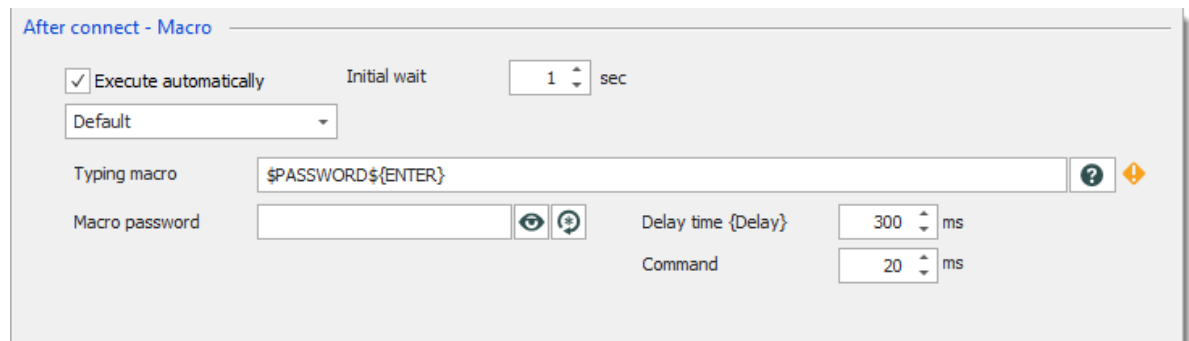 After connect - Macro
Execute automatically Initial wait 1 sec
Default
Typing macro $PASSWORD${ENTER}
Macro password Delay time {Delay} 300 ms
Command 20 ms